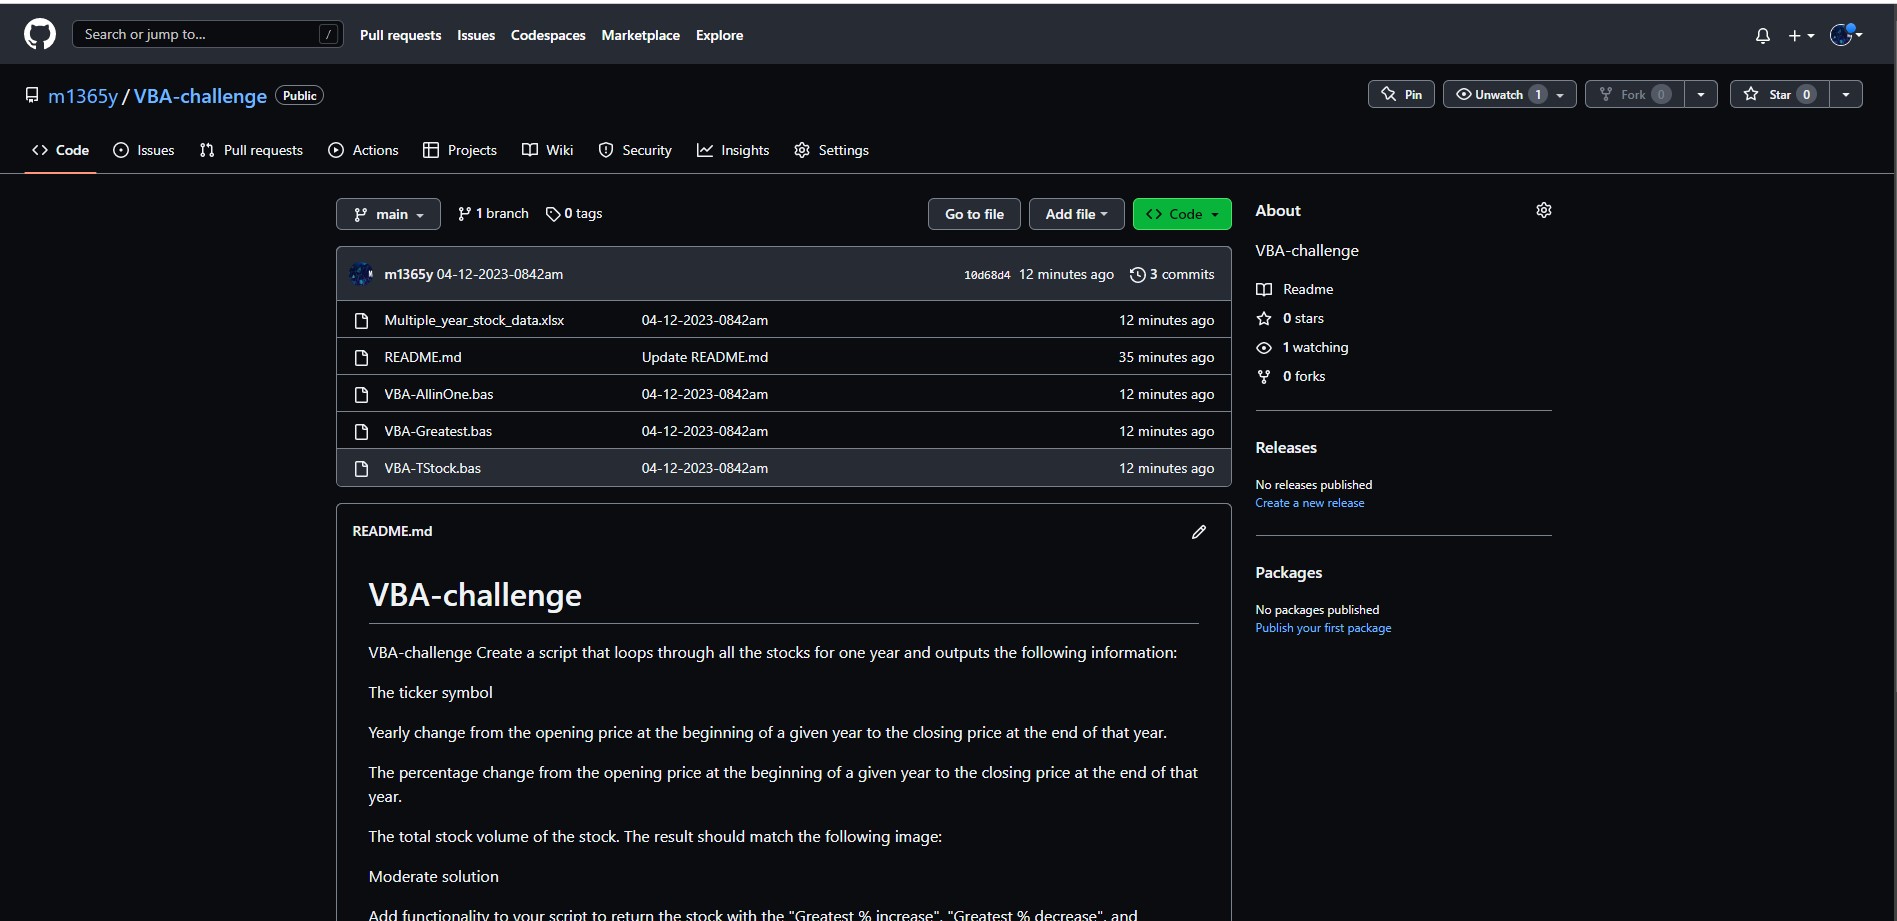 Search or jump to... /
Pull requests Issues Codespaces Marketplace Explore
m1365y / VBA-challenge Public
Pin Unwatch 1 Fork 0 Star 0
Code Issues Pull requests Actions Projects Wiki Security Insights Settings
main 1 branch 0 tags Go to file Add file Code
m1365y 04-12-2023-0842am 10d68d4 12 minutes ago 3 commits
Multiple_year_stock_data.xlsx 04-12-2023-0842am 12 minutes ago
README.md Update README.md 35 minutes ago
VBA-AllinOne.bas 04-12-2023-0842am 12 minutes ago
VBA-Greatest.bas 04-12-2023-0842am 12 minutes ago
VBA-TStock.bas 04-12-2023-0842am 12 minutes ago
README.md
VBA-challenge
VBA-challenge Create a script that loops through all the stocks for one year and outputs the following information:
The ticker symbol
Yearly change from the opening price at the beginning of a given year to the closing price at the end of that year.
The percentage change from the opening price at the beginning of a given year to the closing price at the end of that
year.
The total stock volume of the stock. The result should match the following image:
Moderate solution
Add functionality to your script to return the stock with the "Greatest % increase", "Greatest % decrease", and
About
VBA-challenge
Readme
0 stars
1 watching
0 forks
Releases
No releases published
Create a new release
Packages
No packages published
Publish your first package